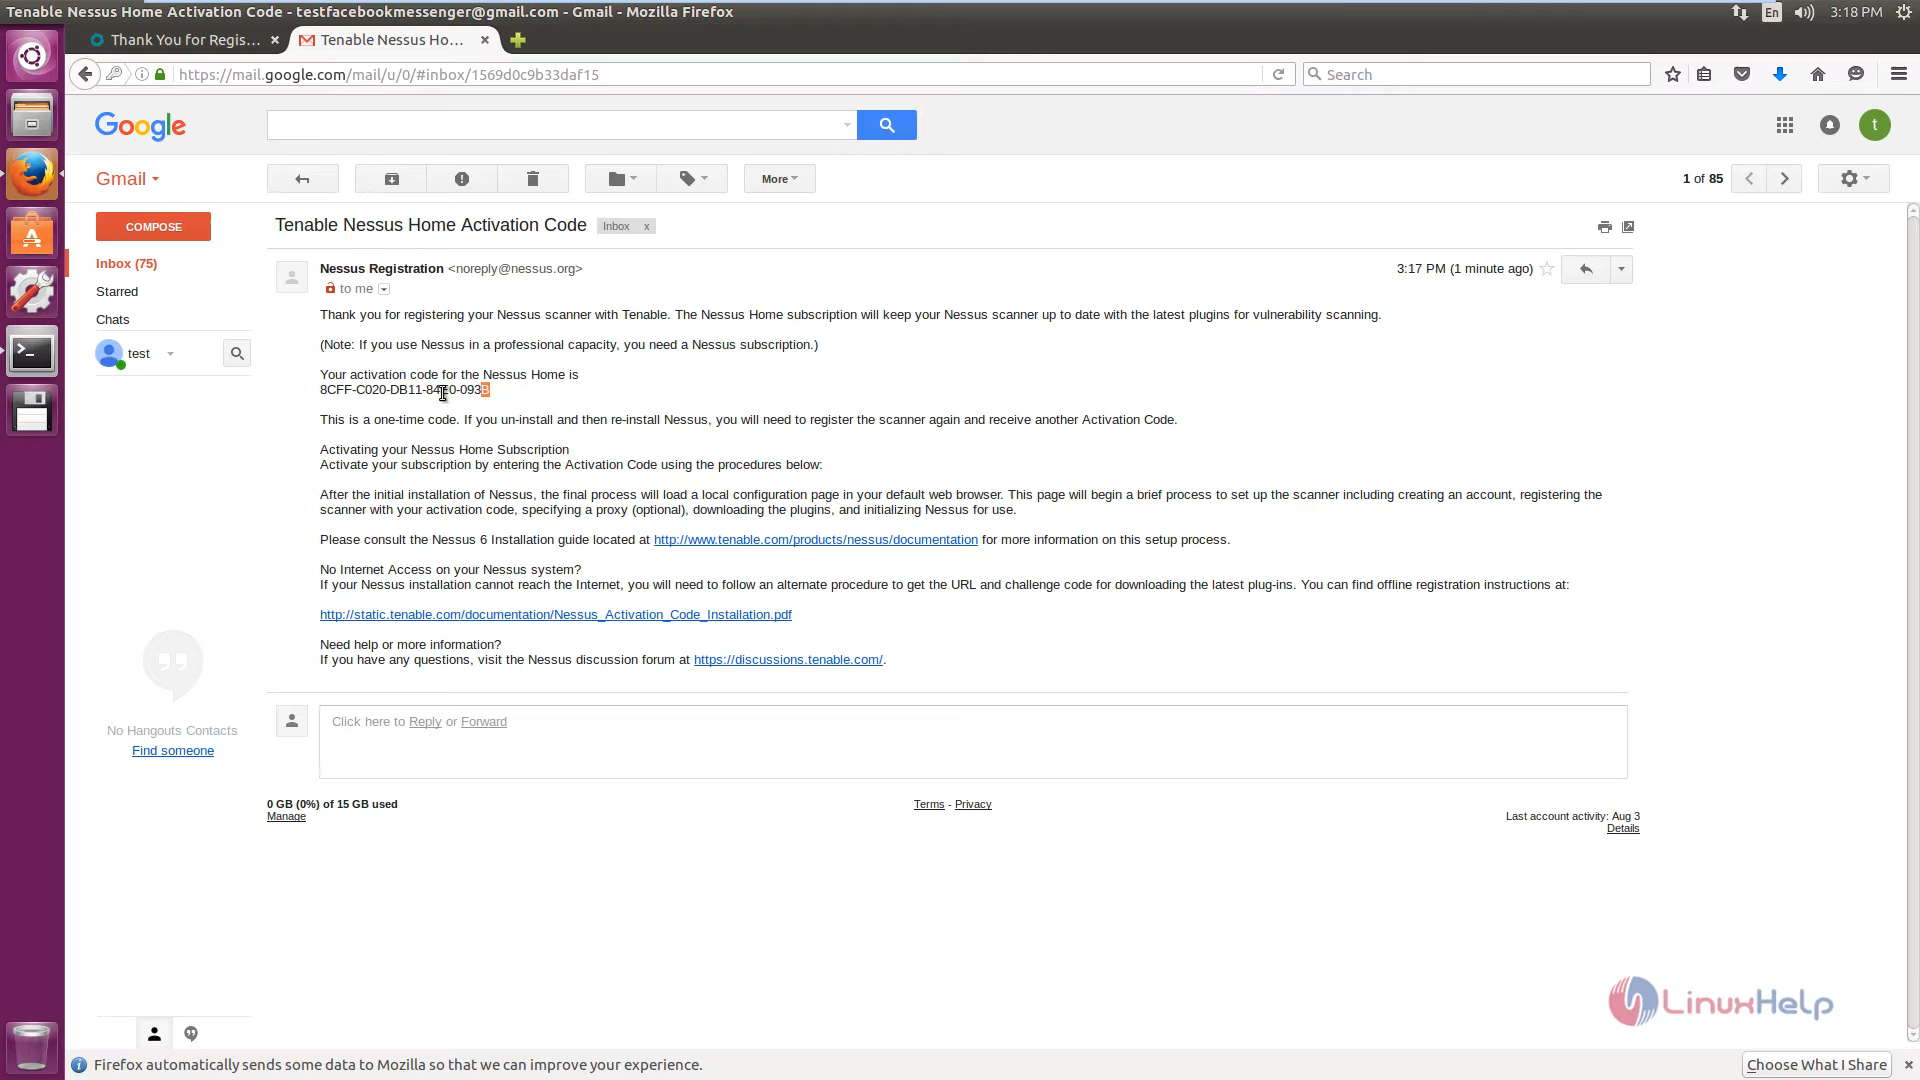 Tenable Nessus Home Activation Code - testfacebookmessenger@gmail.com - Gmail - Mozilla Firefox
En
3:18 PM
Thank You for Regis...
Tenable Nessus Ho...
https://mail.google.com/mail/u/0/#inbox/1569d0c9b33daf15
Search
Google
t
Gmail
More
1 of 85
COMPOSE
Tenable Nessus Home Activation Code
Inbox x
Inbox (75)
Starred
Chats
test
Nessus Registration <noreply@nessus.org>
3:17 PM (1 minute ago)
to me
Thank you for registering your Nessus scanner with Tenable. The Nessus Home subscription will keep your Nessus scanner up to date with the latest plugins for vulnerability scanning.
(Note: If you use Nessus in a professional capacity, you need a Nessus subscription.)
Your activation code for the Nessus Home is
This is a one-time code. If you un-install and then re-install Nessus, you will need to register the scanner again and receive another Activation Code.
Activating your Nessus Home Subscription
Activate your subscription by entering the Activation Code using the procedures below:
After the initial installation of Nessus, the final process will load a local configuration page in your default web browser. This page will begin a brief process to set up the scanner including creating an account, registering the
scanner with your activation code, specifying a proxy (optional), downloading the plugins, and initializing Nessus for use.
Please consult the Nessus 6 Installation guide located at http://www.tenable.com/products/nessus/documentation for more information on this setup process.
No Internet Access on your Nessus system?
If your Nessus installation cannot reach the Internet, you will need to follow an alternate procedure to get the URL and challenge code for downloading the latest plug-ins. You can find offline registration instructions at:
http://static.tenable.com/documentation/Nessus_Activation_Code_Installation.pdf
Need help or more information?
If you have any questions, visit the Nessus discussion forum at https://discussions.tenable.com/.
No Hangouts Contacts
Find someone
Click here to Reply or Forward
0 GB (0%) of 15 GB used
Manage
Terms - Privacy
Last account activity: Aug 3
Details
LinuxHelp
Firefox automatically sends some data to Mozilla so that we can improve your experience.
Choose What I Share